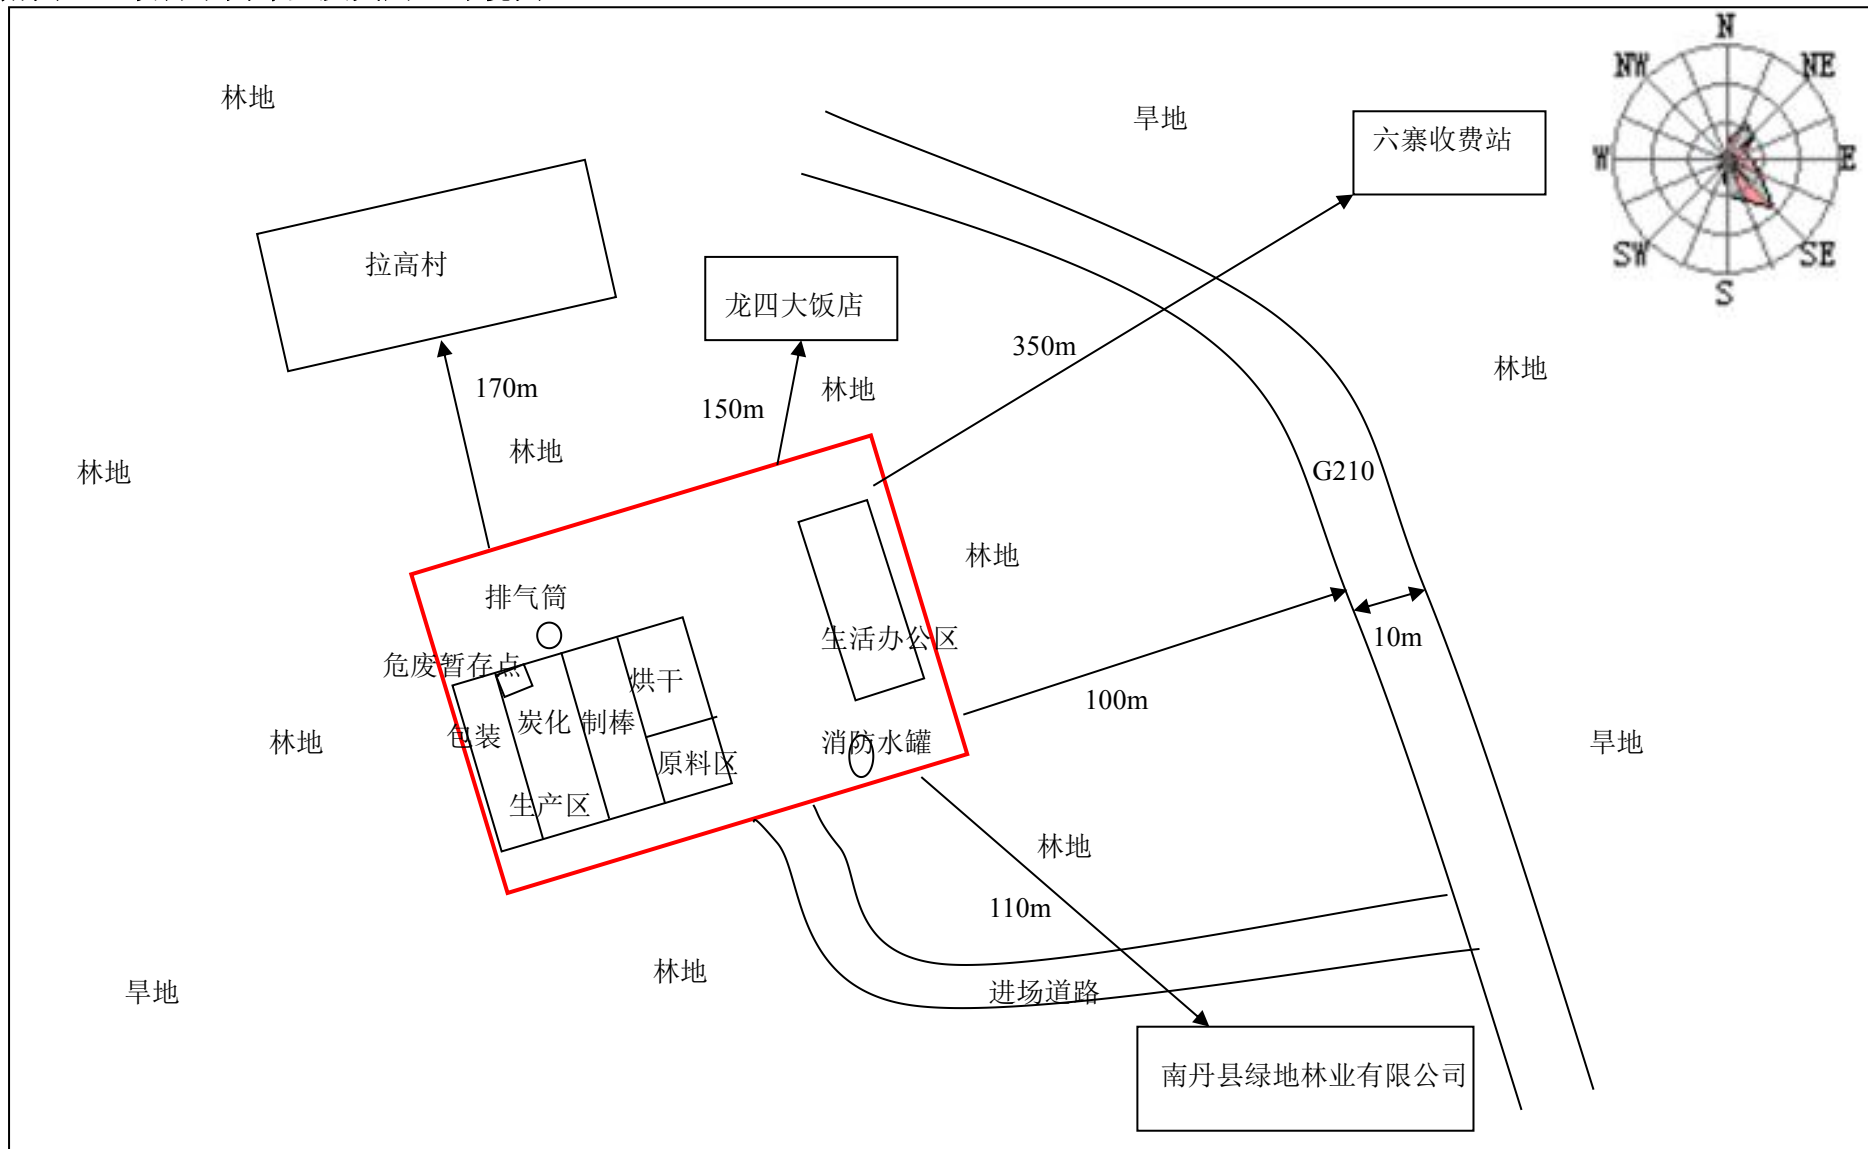 N
NW
NE
W
E
SW
SE
S
林地
旱地
六寨收费站
拉高村
龙四大饭店
350m
林地
170m
150m
林地
林地
林地
G210
林地
排气筒
生活办公区
10m
危废暂存点
烘干
100m
包装
炭化
制棒
消防水罐
林地
旱地
原料区
生产区
林地
110m
旱地
林地
进场道路
南丹县绿地林业有限公司